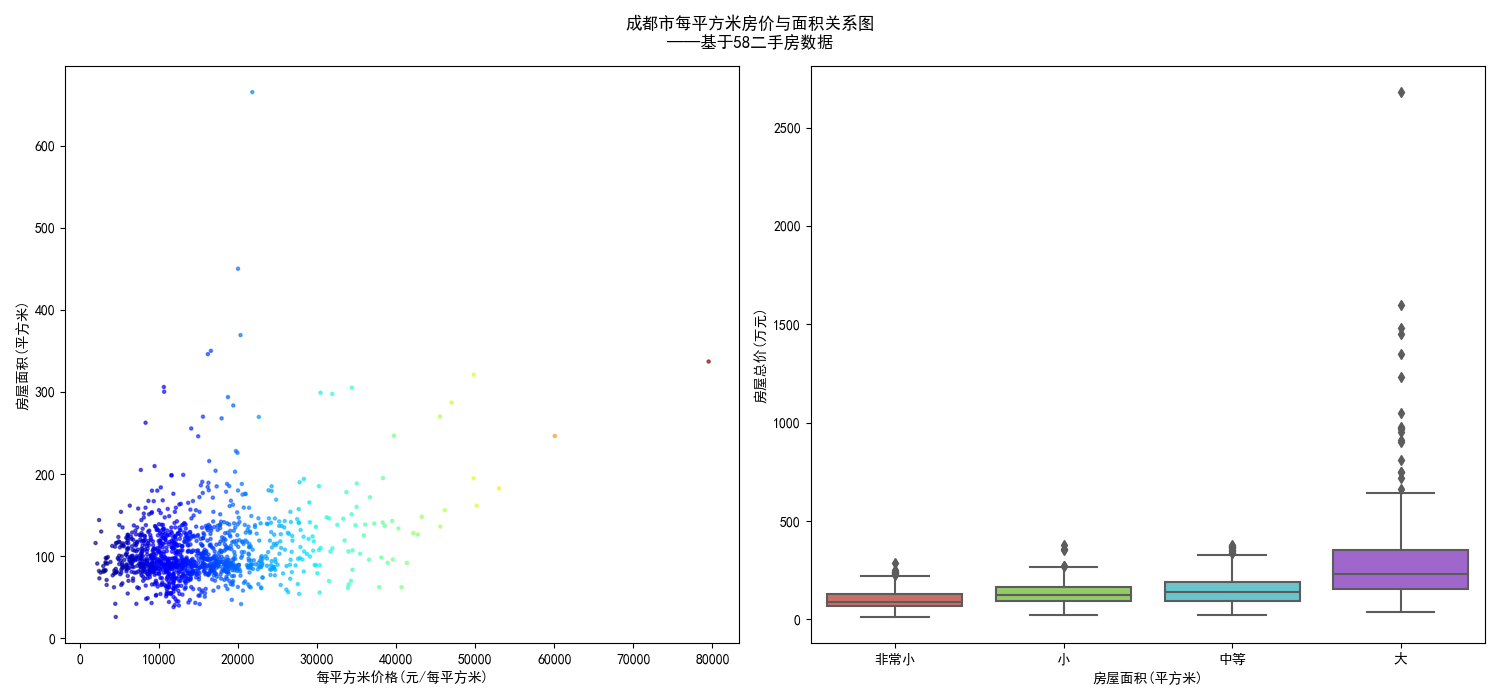 成都市每平方米房价与面积关系图
——基于58二手房数据
房屋面积(平方米)
600
500
400
300
200
100
0
0 10000 20000 30000 40000 50000 60000 70000 80000
每平方米价格(元/每平方米)
房屋总价(万元)
2500
2000
1500
1000
500
0
非常小 小 中等 大
房屋面积(平方米)